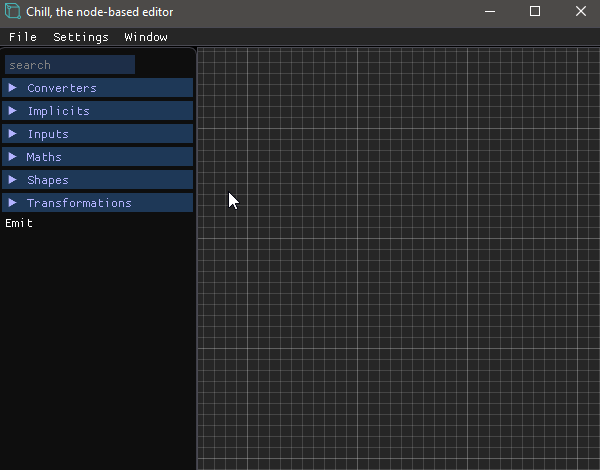 Chill, the node-based editor
File Settings Window
search
Converters
Implicits
Inputs
Maths
Shapes
Transformations
Emit